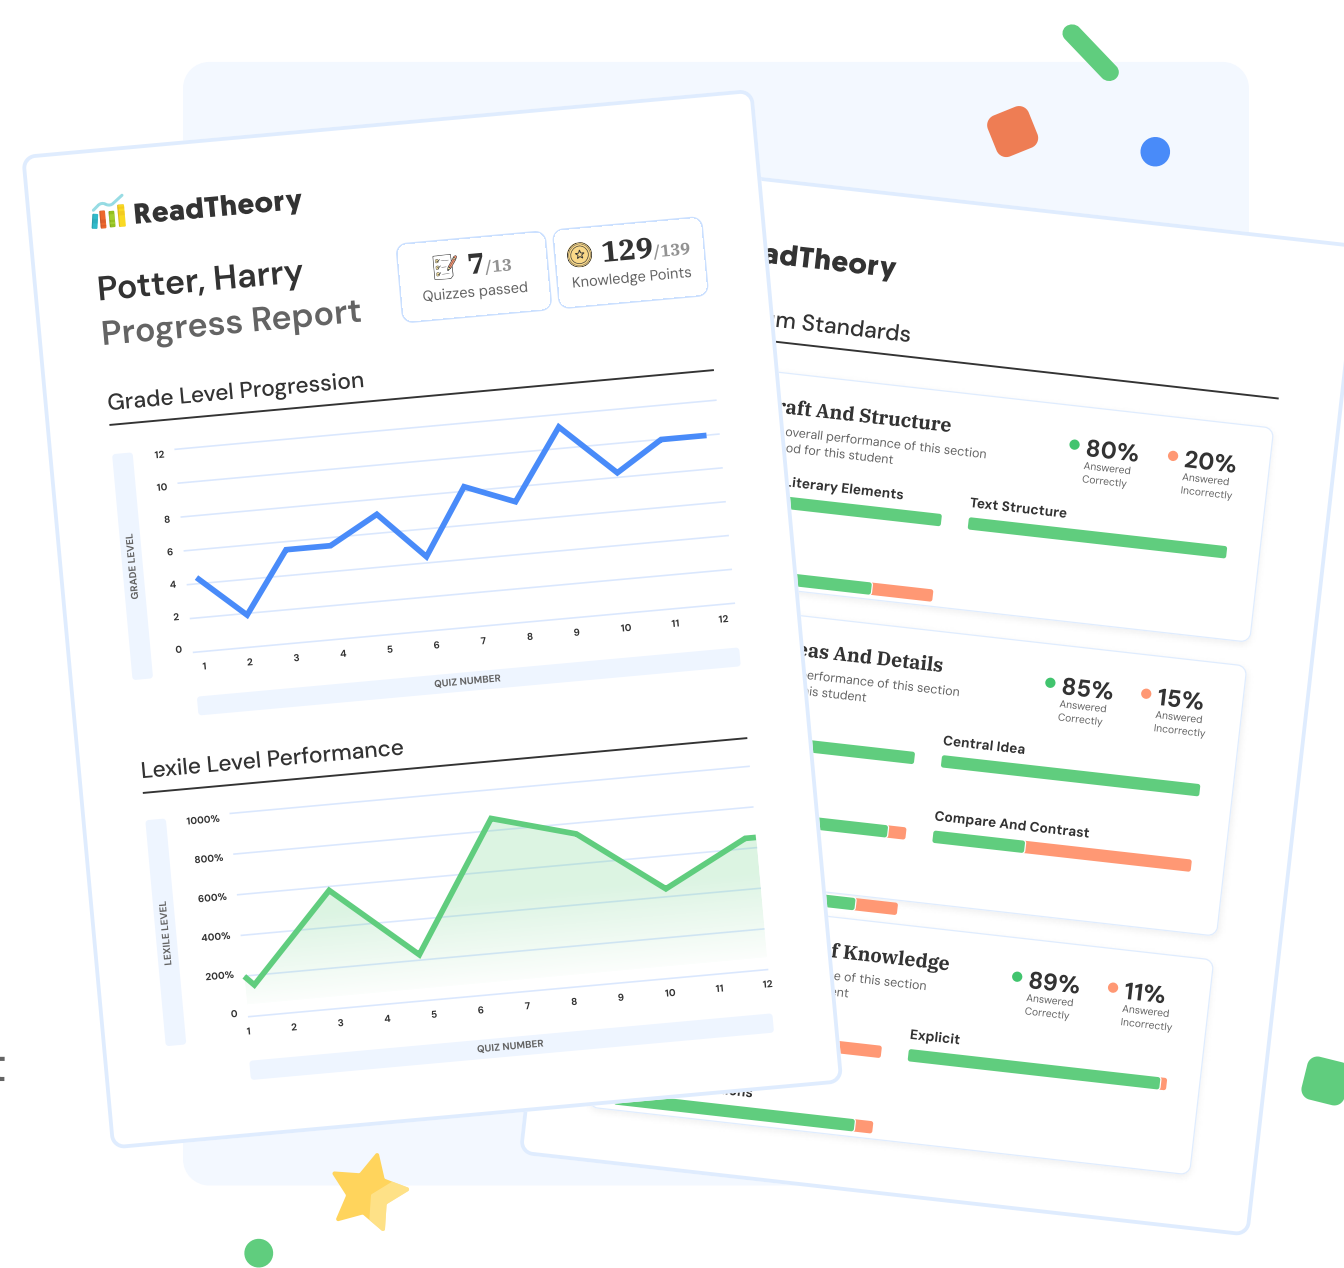 ReadTheory
Potter, Harry
Progress Report
7/13
Quizzes passed
129/139
Knowledge Points
Grade Level Progression
12
10
8
6
4
2
0
GRADE LEVEL
1 2 3 4 5 6 7 8 9 10 11 12
QUIZ NUMBER
Lexile Level Performance
1000%
800%
600%
400%
200%
0
LEXILE LEVEL
1 2 3 4 5 6 7 8 9 10 11 12
QUIZ NUMBER
adTheory
m Standards
raft And Structure
overall performance of this section
od for this student
80%
Answered
Correctly
20%
Answered
Incorrectly
Literary Elements
Text Structure
eas And Details
erformance of this section
is student
85%
Answered
Correctly
15%
Answered
Incorrectly
Central Idea
Compare And Contrast
f Knowledge
e of this section
ent
89%
Answered
Correctly
11%
Answered
Incorrectly
Explicit